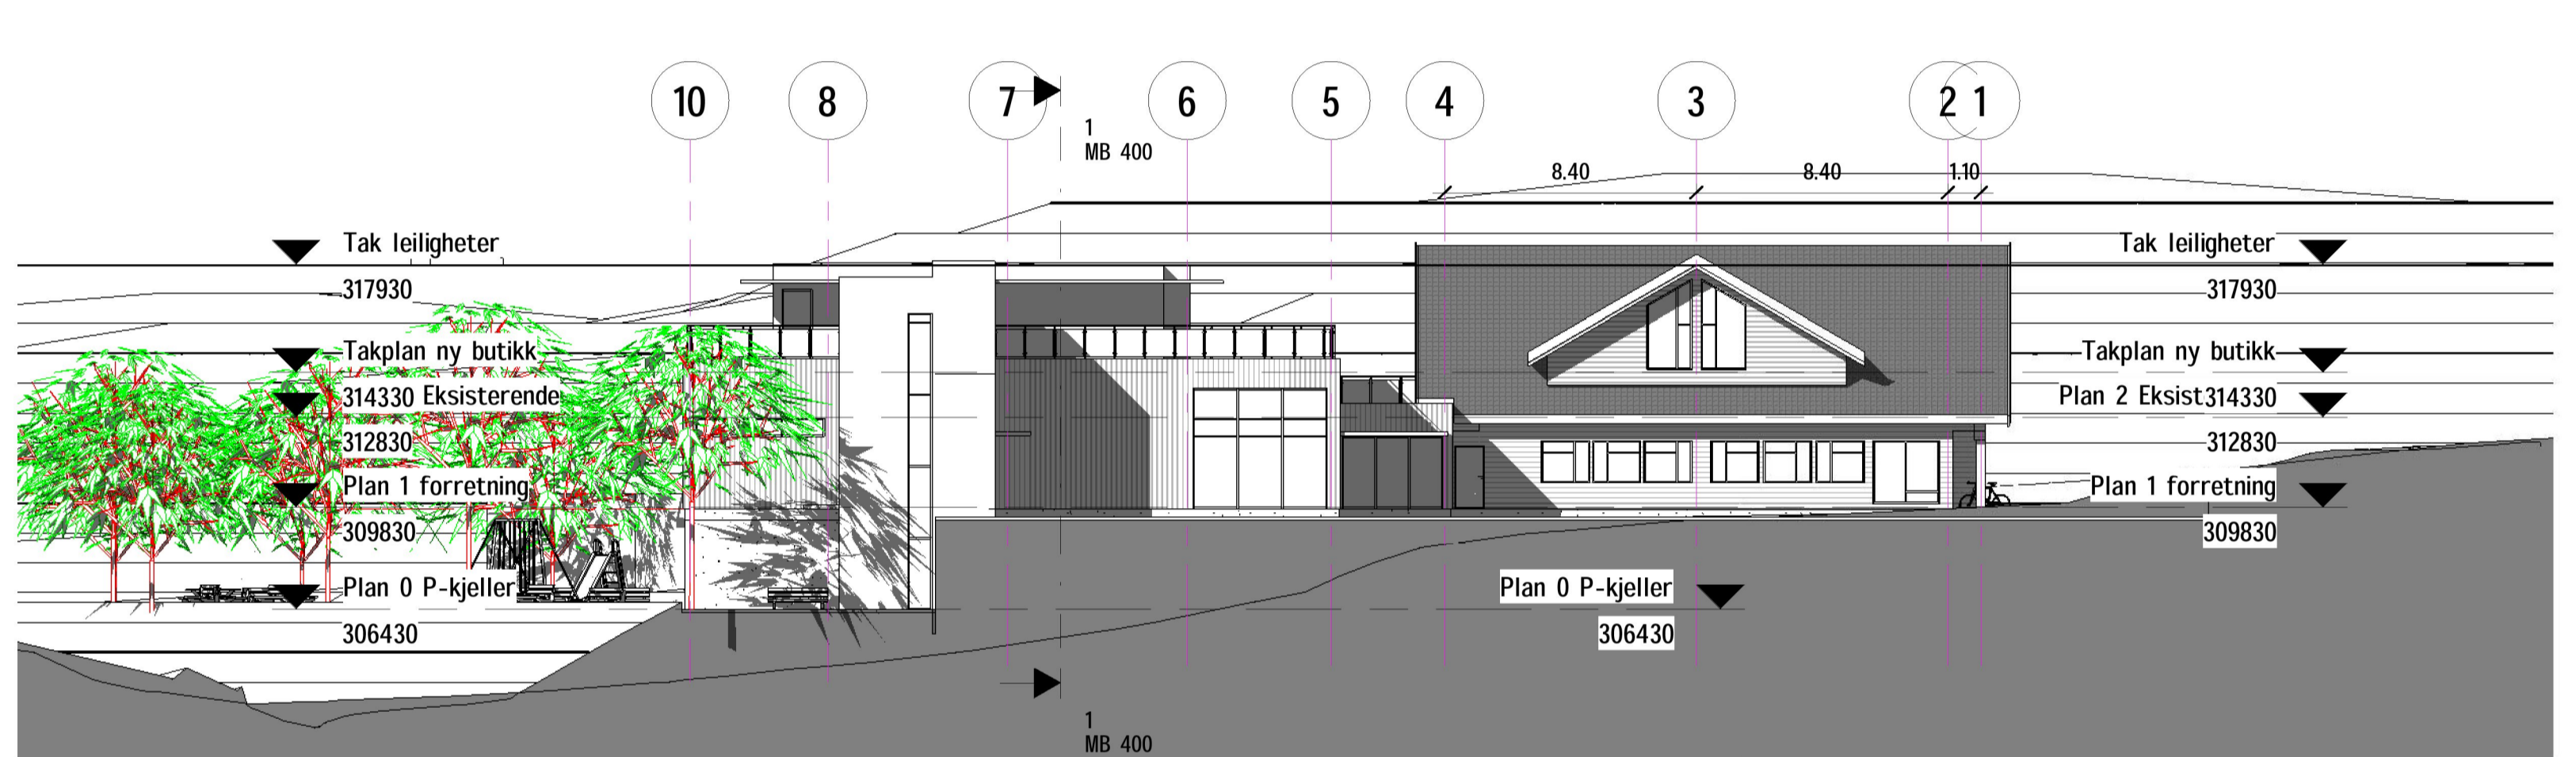 10 8 7 6 5 4 3 2 1
1
MB 400
8.40 8.40 1.10
Tak leiligheter
317930
Takplan ny butikk
314330 Eksisterende
312830
Plan 1 forretning
309830
Plan 0 P-kjeller
306430
Tak leiligheter
317930
Takplan ny butikk
Plan 2 Eksist314330
312830
Plan 1 forretning
309830
Plan 0 P-kjeller
306430
1
MB 400